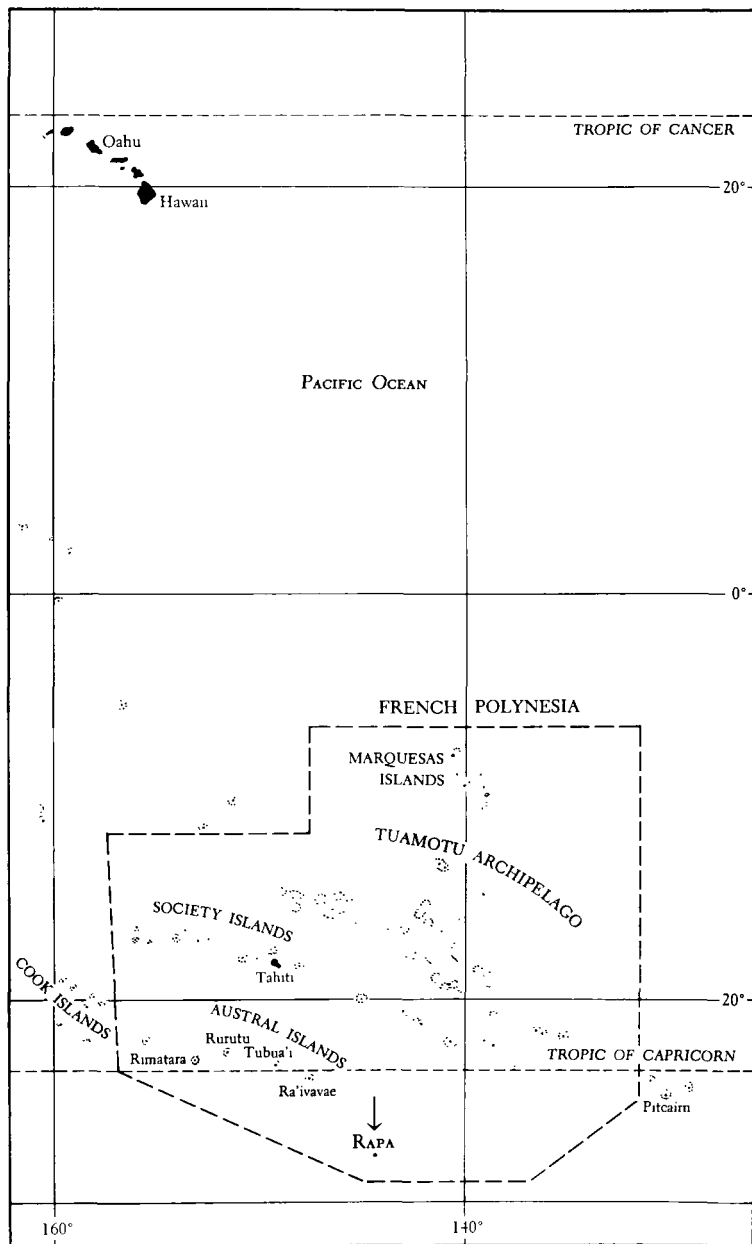 TROPIC OF CANCER
Oahu
20°
Hawaii
PACIFIC OCEAN
0°
FRENCH POLYNESIA
MARQUESAS
ISLANDS
TUAMOTU ARCHIPELAGO
SOCIETY ISLANDS
Tahiti
COOK ISLANDS
20°
AUSTRAL ISLANDS
Rurutu
Rimatara
Tubua'i
TROPIC OF CAPRICORN
Ra'ivavae
Pitcairn
RAPA
160°
140°